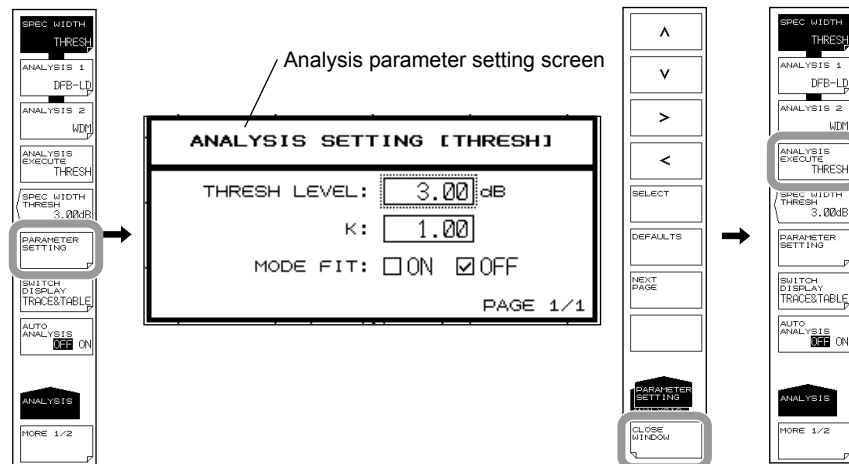 SPEC WIDTH
THRESH
ANALYSIS 1
DFB-LD
ANALYSIS 2
WDM
ANALYSIS
EXECUTE
THRESH
SPEC WIDTH
THRESH
3.00dB
PARAMETER
SETTING
SWITCH
DISPLAY
TRACE&TABLE
AUTO
ANALYSIS
OFF ON
ANALYSIS
MORE 1/2
Analysis parameter setting screen
ANALYSIS SETTING [THRESH]
THRESH LEVEL: 3.00 dB
K: 1.00
MODE FIT: ON OFF
PAGE 1/1
SELECT
DEFAULTS
NEXT
PAGE
PARAMETER
SETTING
CLOSE
WINDOW
SPEC WIDTH
THRESH
ANALYSIS 1
DFB-LD
ANALYSIS 2
WDM
ANALYSIS
EXECUTE
THRESH
SPEC WIDTH
THRESH
3.00dB
PARAMETER
SETTING
SWITCH
DISPLAY
TRACE&TABLE
AUTO
ANALYSIS
OFF ON
ANALYSIS
MORE 1/2